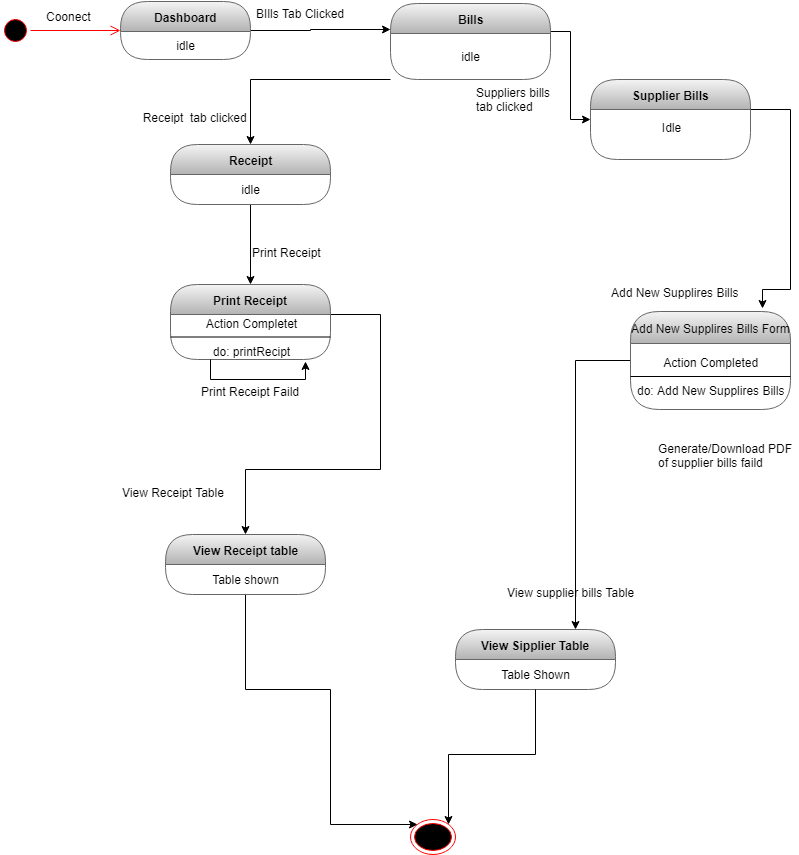 Coonect
Dashboard
idle
BIlls Tab Clicked
Bills
idle
Suppliers bills
tab clicked
Supplier Bills
Idle
Receipt tab clicked
Receipt
idle
Print Receipt
Print Receipt
Action Completet
do: printRecipt
Print Receipt Faild
Add New Supplires Bills
Add New Supplires Bills Form
Action Completed
do: Add New Supplires Bills
Generate/Download PDF
of supplier bills faild
View Receipt Table
View Receipt table
Table shown
View supplier bills Table
View Sipplier Table
Table Shown